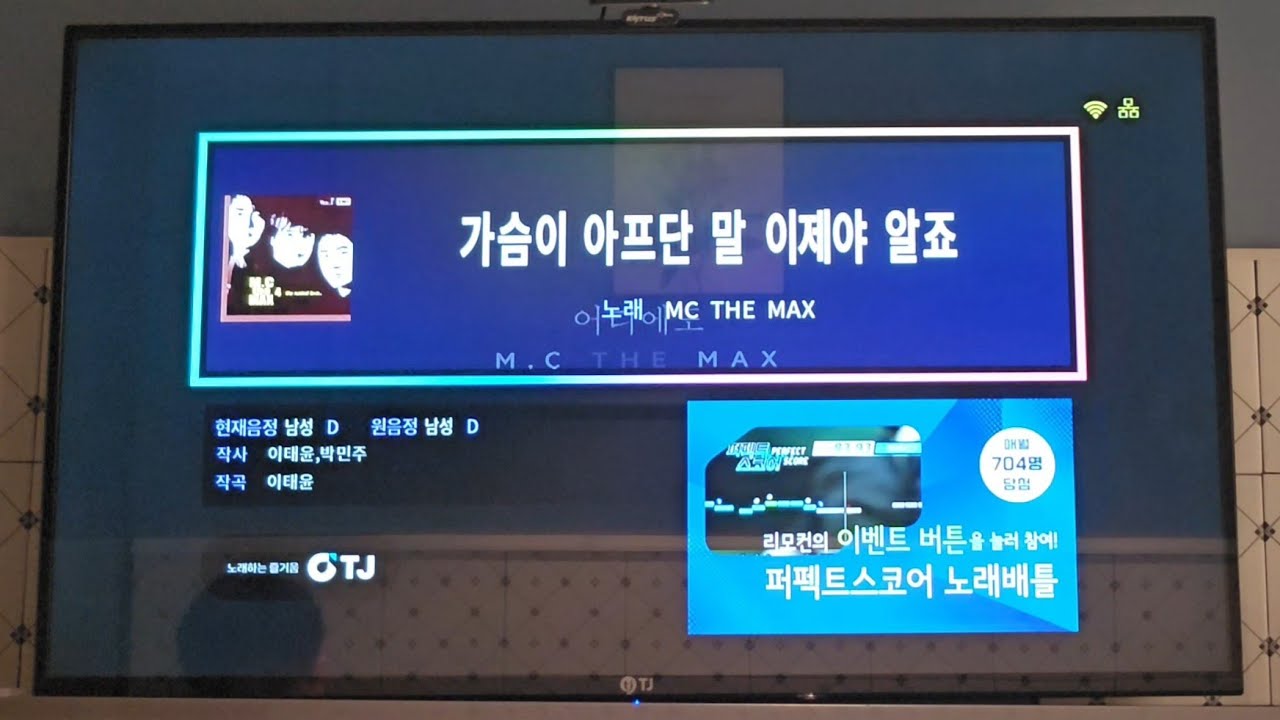 가슴이 아프단 말 이제야 알죠
노래 MC THE MAX
어디에도
M.C THE MAX
M.C
MAX
현재음정 남성 D 원음정 남성 D
작사 이태윤,박민주
작곡 이태윤
노래하는 즐거움 TJ
퍼펙트
스코어
PERFECT
SCORE
매월
704명
당첨
리모컨의 이벤트 버튼을 눌러 참여!
퍼펙트스코어 노래배틀
TJ